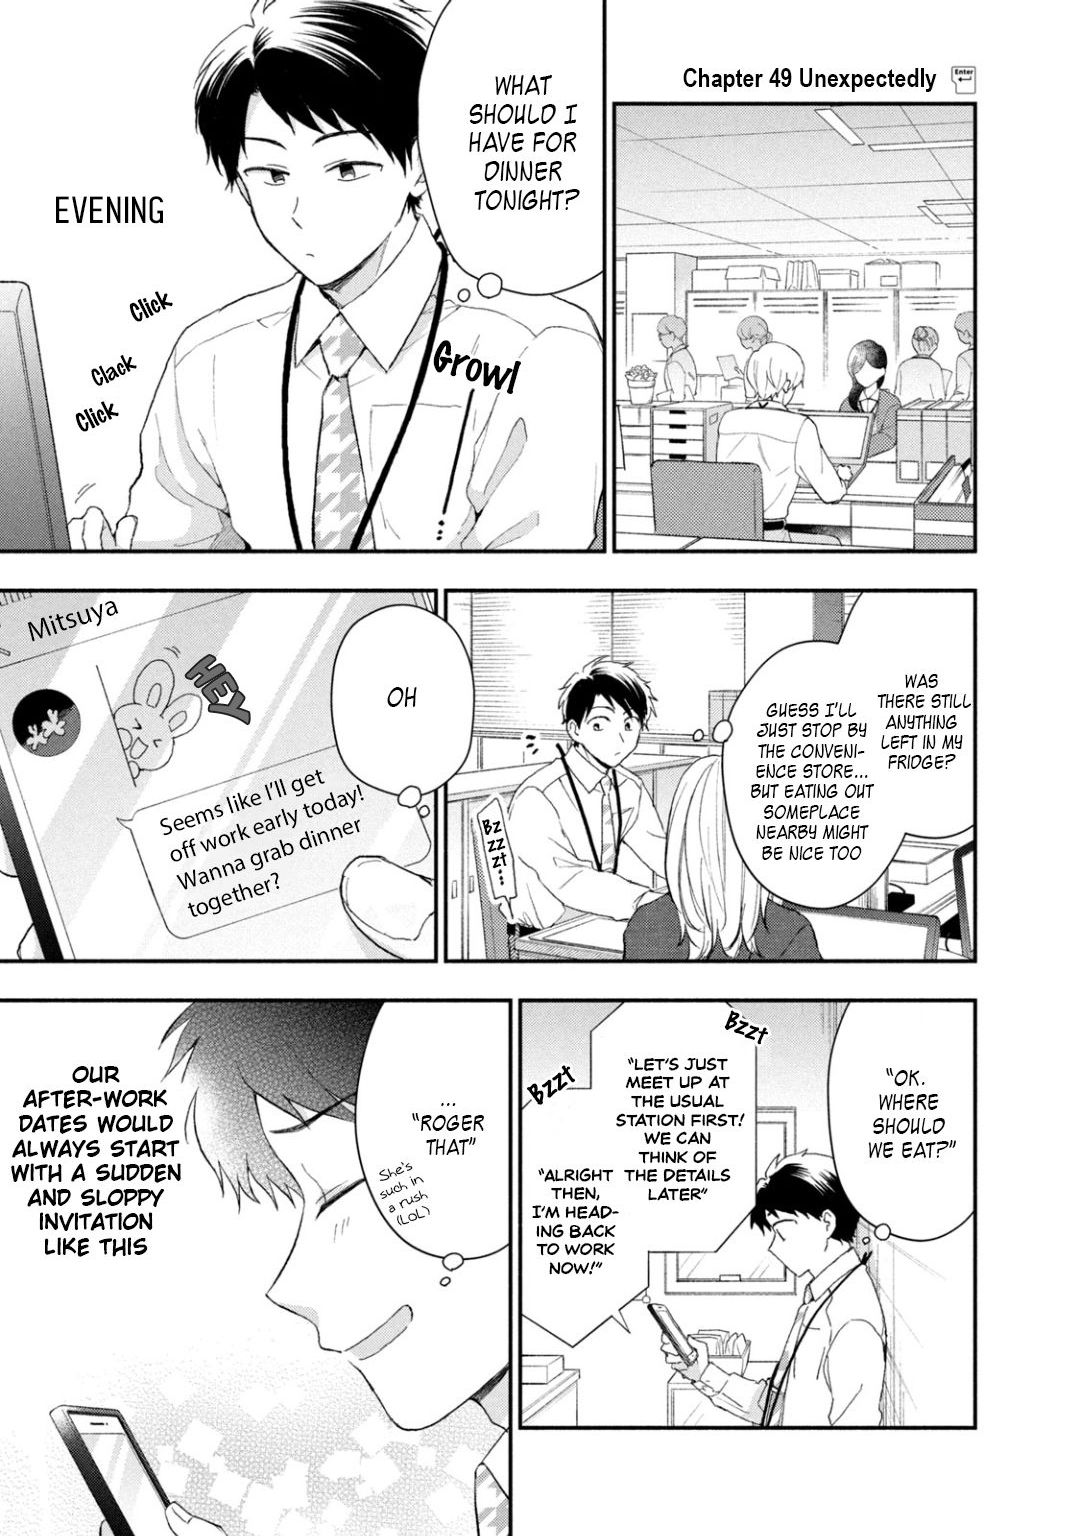 Chapter 49 Unexpectedly
Enter
WHAT
SHOULD I
HAVE FOR
DINNER
TONIGHT?
EVENING
Click
Clack
Click
Growl
WAS
THERE STILL
ANYTHING
LEFT IN MY
FRIDGE?
GUESS I'LL
JUST STOP BY
THE CONVENI-
ENCE STORE...
BUT EATING OUT
SOMEPLACE
NEARBY MIGHT
BE NICE TOO
Bz
zz
zt...
OH
Mitsuya
HEY
Seems like I'll get
off work early today!
Wanna grab dinner
together?
"OK.
WHERE
SHOULD
WE EAT?"
Bzzt
"LET'S JUST
MEET UP AT
THE USUAL
STATION FIRST!
WE CAN
THINK OF
THE DETAILS
LATER"
Bzzt
"ALRIGHT
THEN,
I'M HEAD-
ING BACK
TO WORK
NOW!"
...
"ROGER
THAT"
She's
such in
a rush
(LOL)
OUR
AFTER-WORK
DATES WOULD
ALWAYS START
WITH A SUDDEN
AND SLOPPY
INVITATION
LIKE THIS